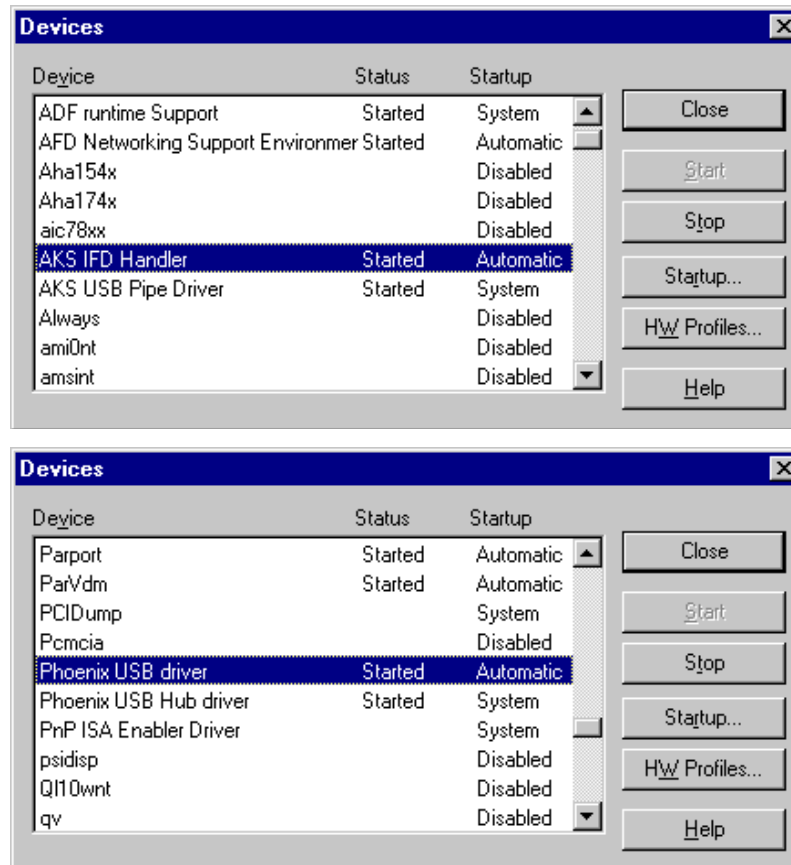 Devices
Device Status Startup
ADF runtime Support Started System
AFD Networking Support Environmer Started Automatic
Aha154x Disabled
Aha174x Disabled
aic78xx Disabled
AKS IFD Handler Started Automatic
AKS USB Pipe Driver Started System
Always Disabled
ami0nt Disabled
amsint Disabled
Close
Start
Stop
Startup...
HW Profiles...
Help
Devices
Device Status Startup
Parport Started Automatic
ParVdm Started Automatic
PCIDump System
Pcmcia Disabled
Phoenix USB driver Started Automatic
Phoenix USB Hub driver Started System
PnP ISA Enabler Driver System
psidisp Disabled
Ql10wnt Disabled
qv Disabled
Close
Start
Stop
Startup...
HW Profiles...
Help